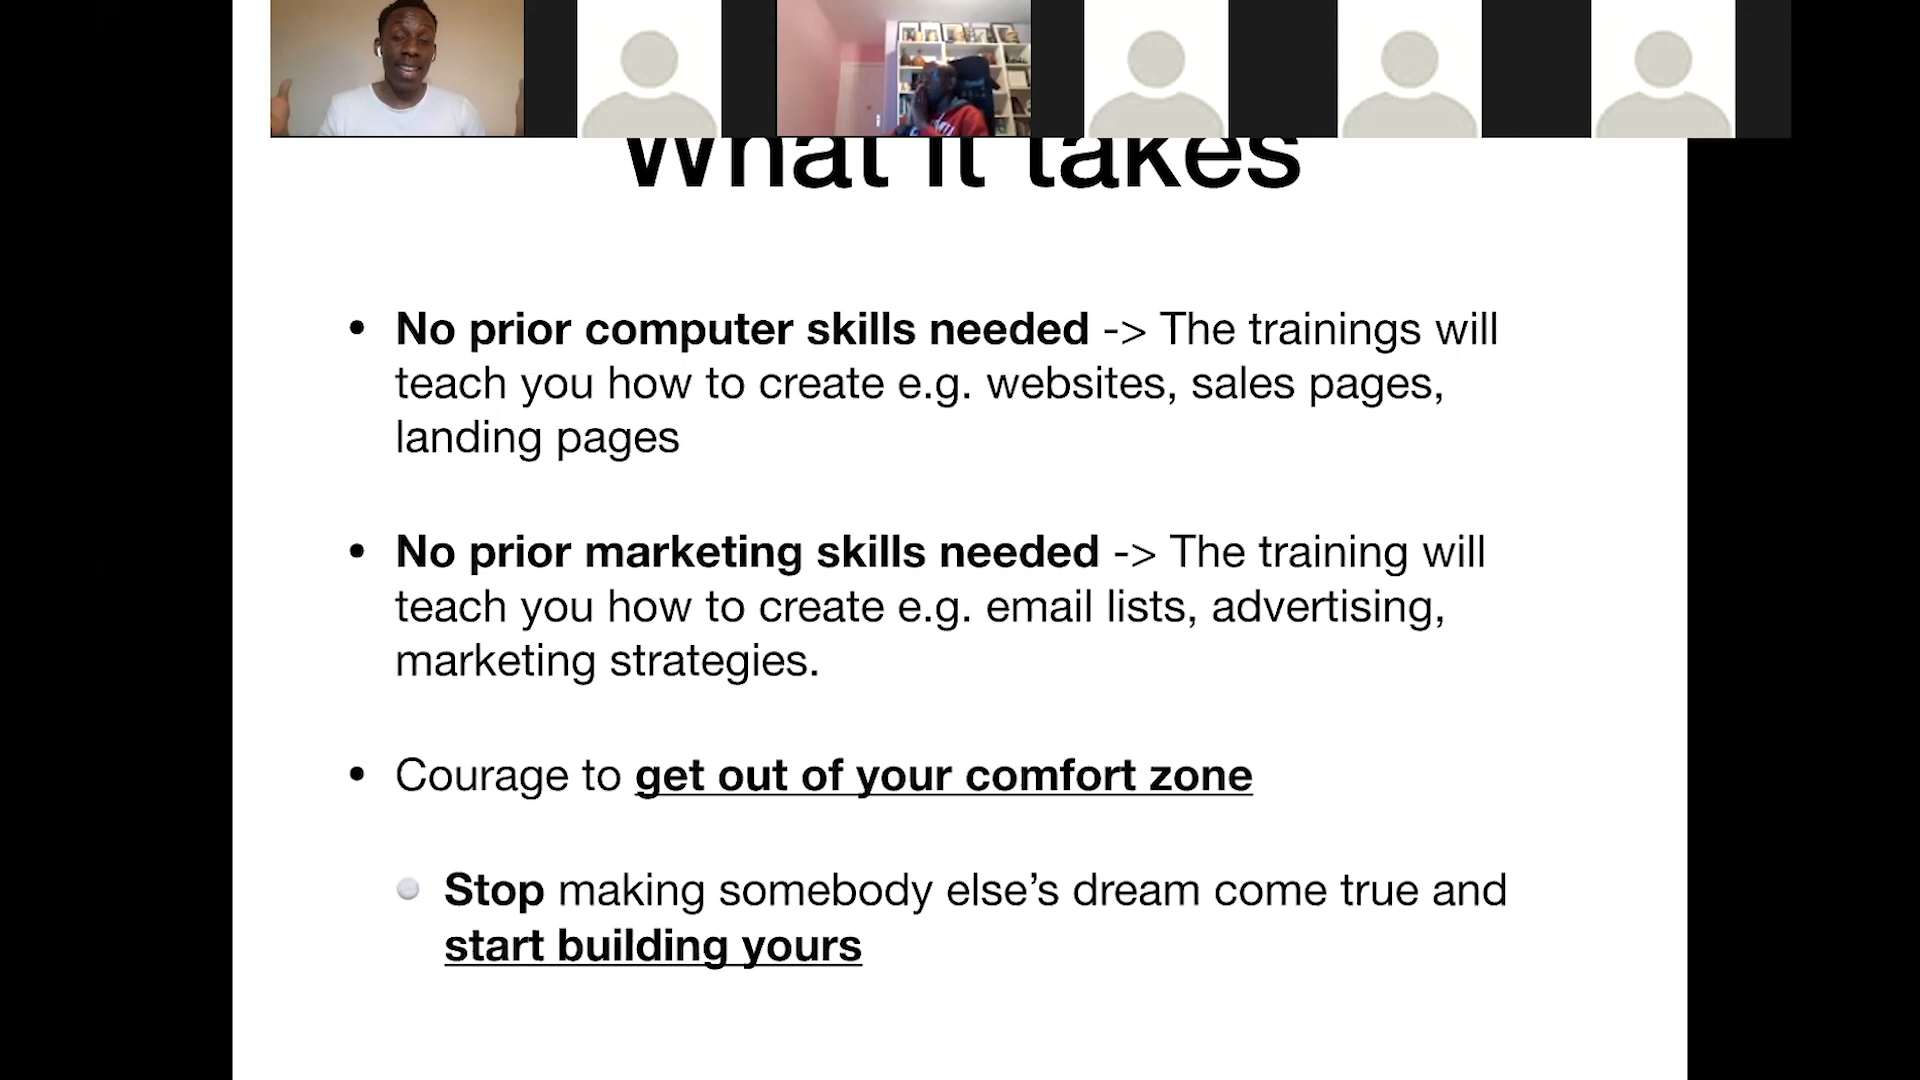 What it takes
• No prior computer skills needed -> The trainings will
teach you how to create e.g. websites, sales pages,
landing pages
• No prior marketing skills needed -> The training will
teach you how to create e.g. email lists, advertising,
marketing strategies.
• Courage to get out of your comfort zone
Stop making somebody else’s dream come true and
start building yours